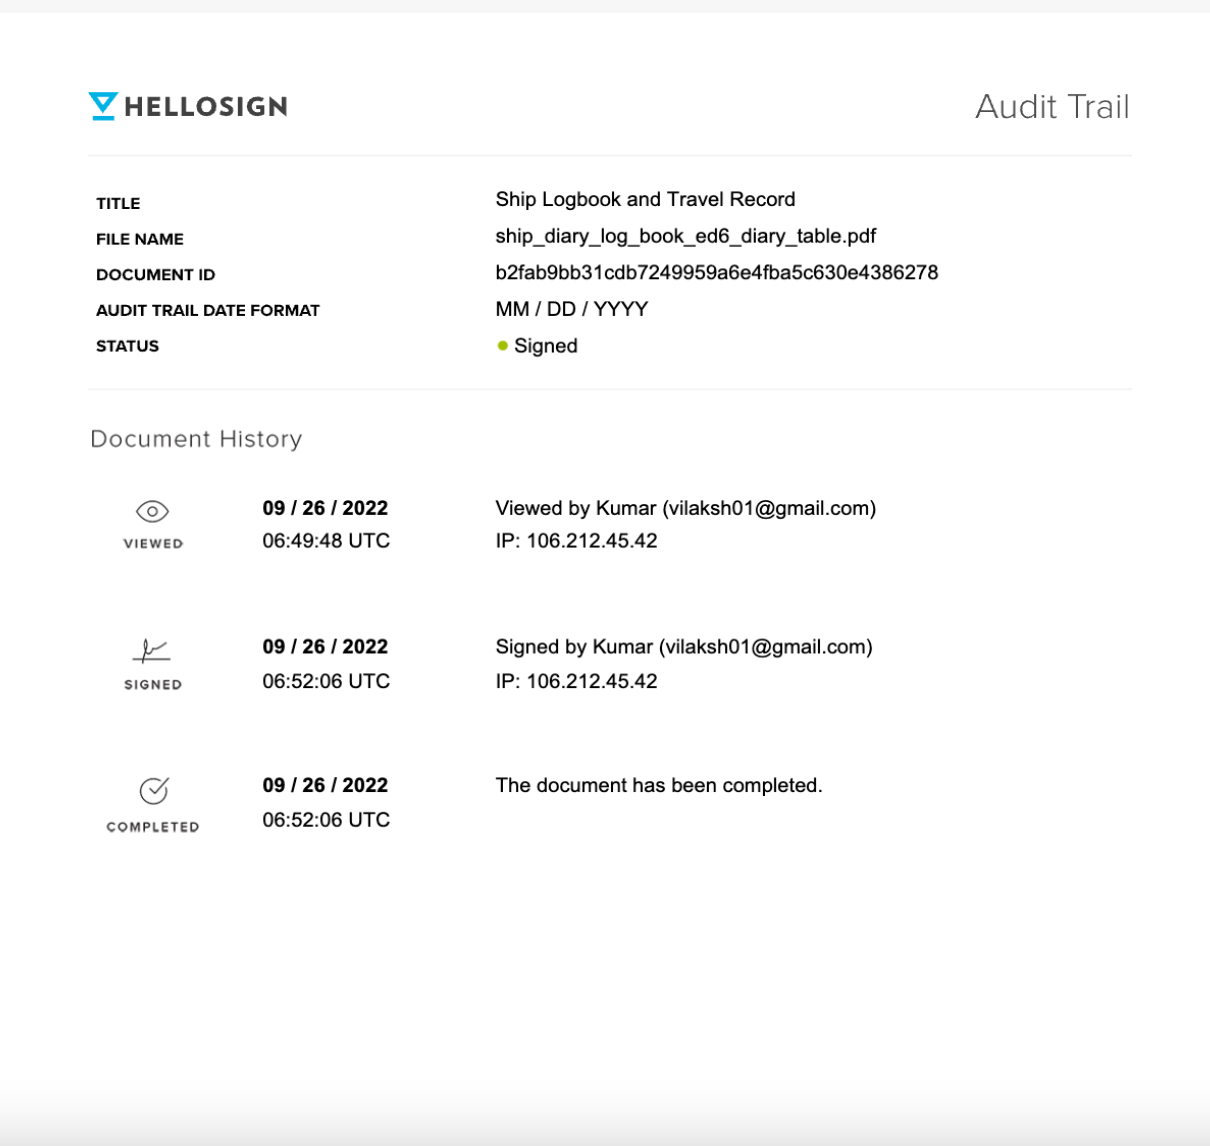 HELLOSIGN
Audit Trail
TITLE
Ship Logbook and Travel Record
FILE NAME
ship_diary_log_book_ed6_diary_table.pdf
DOCUMENT ID
b2fab9bb31cdb7249959a6e4fba5c630e4386278
AUDIT TRAIL DATE FORMAT
MM / DD / YYYY
STATUS
Signed
Document History
VIEWED
09 / 26 / 2022
06:49:48 UTC
Viewed by Kumar (vilaksh01@gmail.com)
IP: 106.212.45.42
SIGNED
09 / 26 / 2022
06:52:06 UTC
Signed by Kumar (vilaksh01@gmail.com)
IP: 106.212.45.42
COMPLETED
09 / 26 / 2022
06:52:06 UTC
The document has been completed.